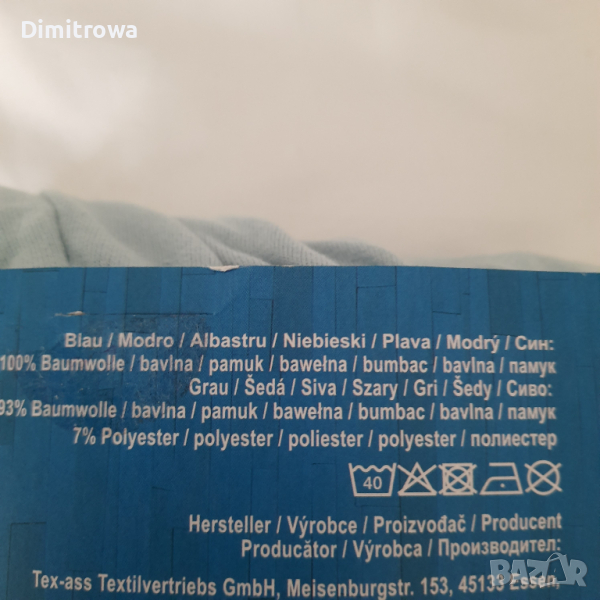 Dimitrowa
Blau / Modro / Albastru / Niebieski / Plava / Modrý / Син:
100% Baumwolle / bavlna / pamuk / bawełna / bumbac / bavlna / памук
Grau / Šedá / Siva / Szary / Gri / Šedy / Сиво:
93% Baumwolle / bavlna / pamuk / bawełna / bumbac / bavlna / памук
7% Polyester / polyester / poliester / polyester / полиестер
40
Hersteller / Výrobce / Proizvođač / Producent
Producător / Výrobca / Производител:
Tex-ass Textilvertriebs GmbH, Meisenburgstr. 153, 45133 Essen,
BAZAR